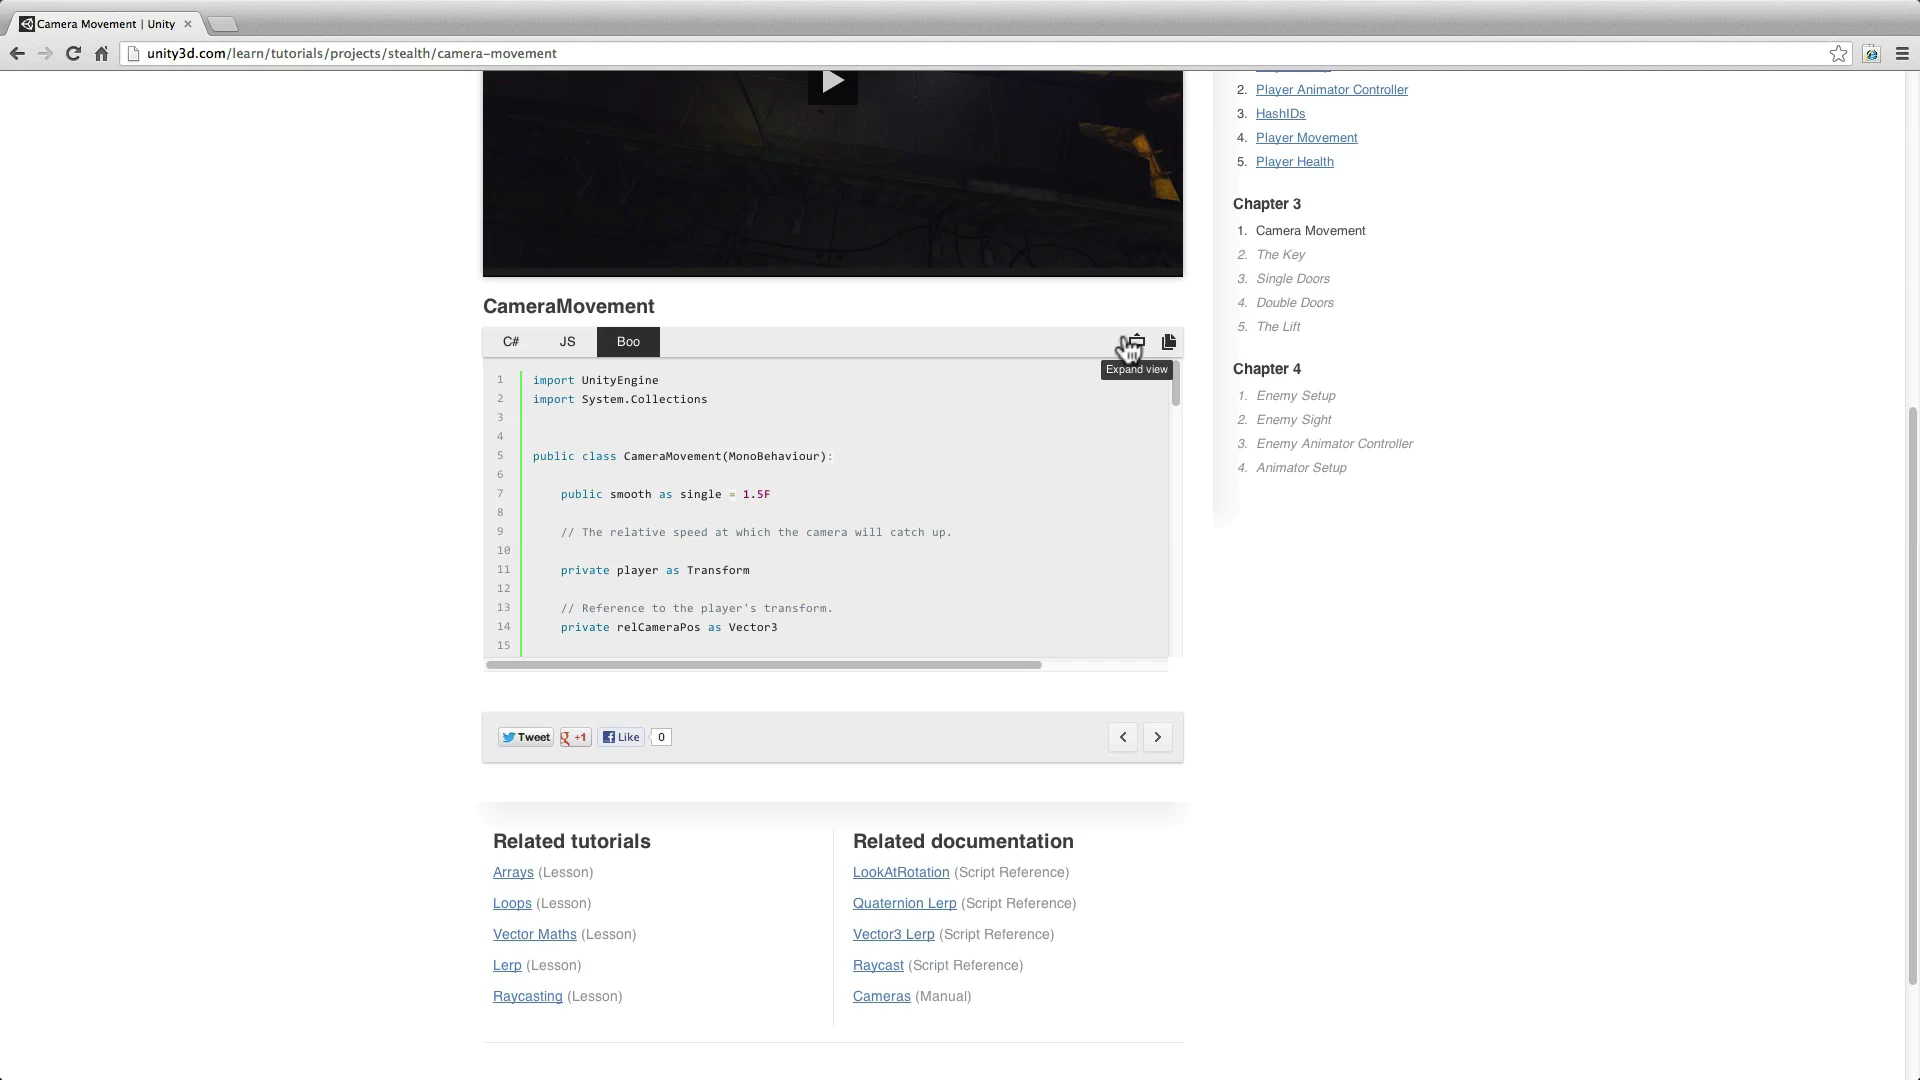 Camera Movement | Unity
unity3d.com/learn/tutorials/projects/stealth/camera-movement
2. Player Animator Controller
3. HashIDs
4. Player Movement
5. Player Health
Chapter 3
1. Camera Movement
2. The Key
3. Single Doors
4. Double Doors
5. The Lift
Chapter 4
1. Enemy Setup
2. Enemy Sight
3. Enemy Animator Controller
4. Animator Setup
CameraMovement
C# JS Boo
Expand view
1 import UnityEngine
2 import System.Collections
3
4
5 public class CameraMovement(MonoBehaviour):
6
7 public smooth as single = 1.5F
8
9 // The relative speed at which the camera will catch up.
10
11 private player as Transform
12
13 // Reference to the player's transform.
14 private relCameraPos as Vector3
15
Tweet +1 Like 0
Related tutorials
Arrays (Lesson)
Loops (Lesson)
Vector Maths (Lesson)
Lerp (Lesson)
Raycasting (Lesson)
Related documentation
LookAtRotation (Script Reference)
Quaternion Lerp (Script Reference)
Vector3 Lerp (Script Reference)
Raycast (Script Reference)
Cameras (Manual)